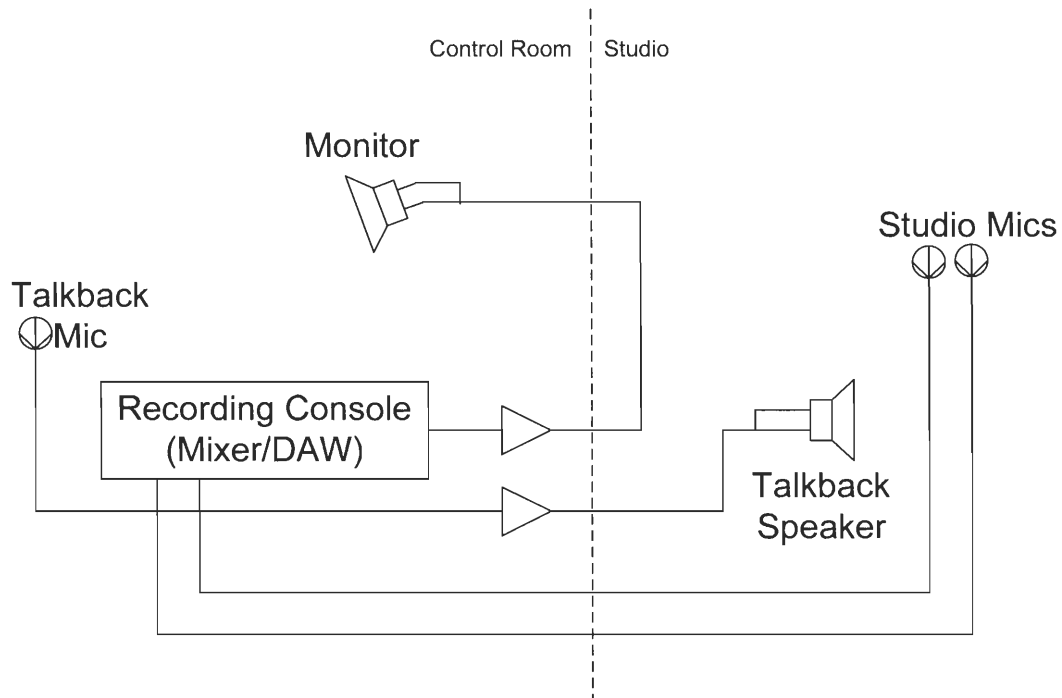 Control Room
Studio
Monitor
Studio Mics
Talkback
Mic
Recording Console
(Mixer/DAW)
Talkback
Speaker